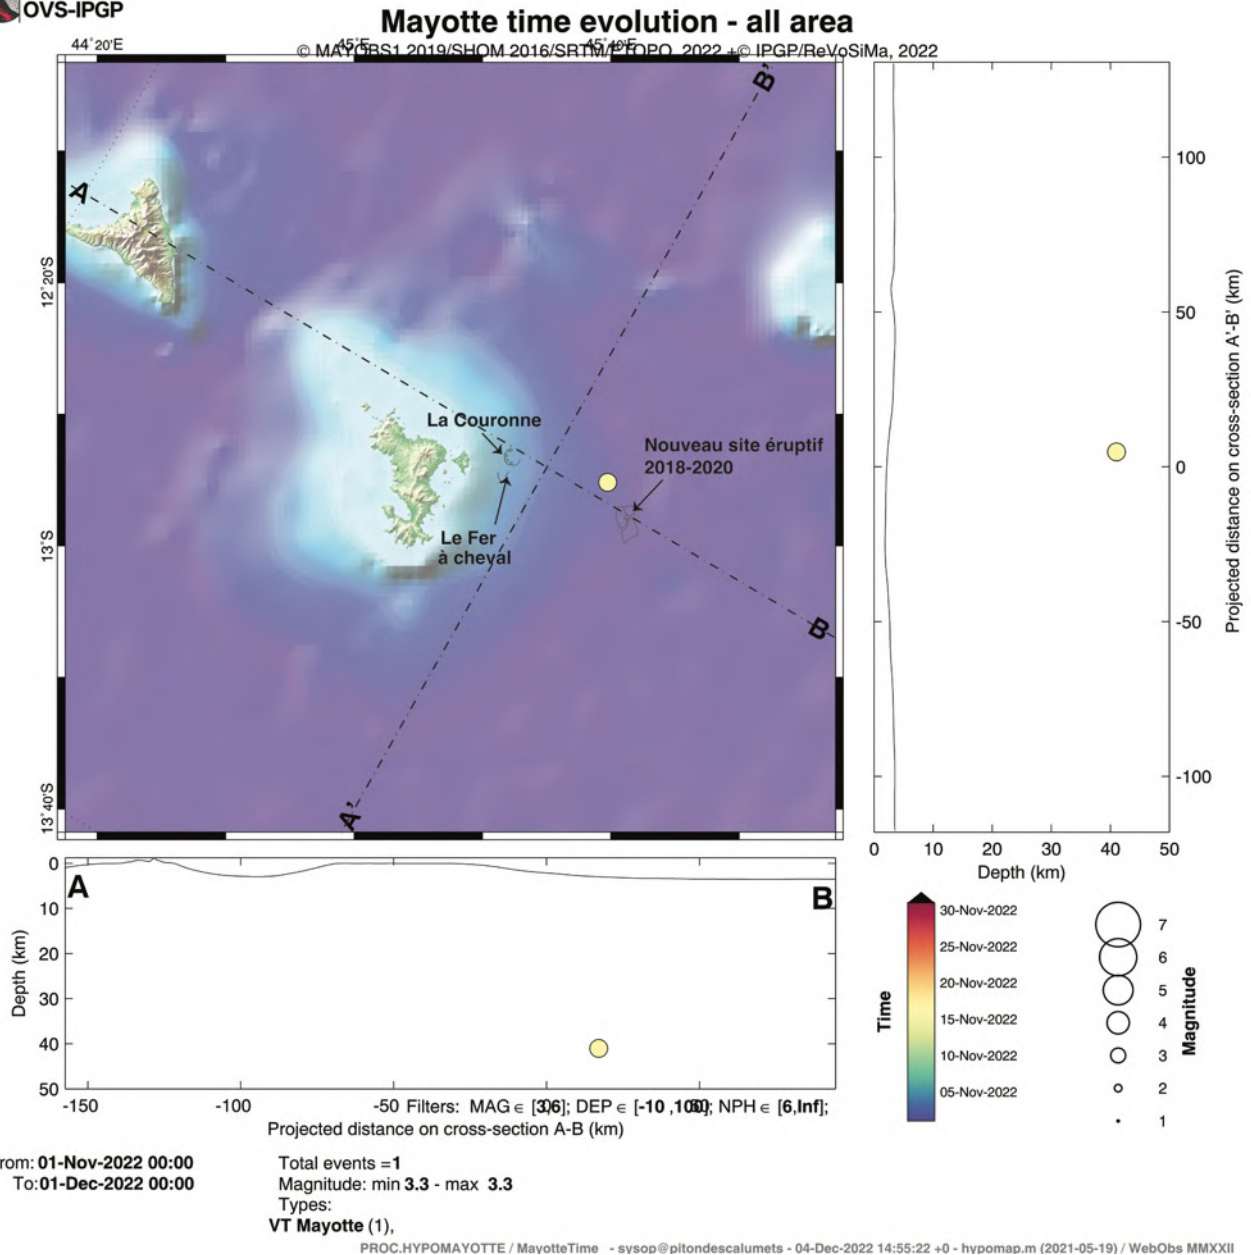 OVS-IPGP
Mayotte time evolution - all area
© MAYOBS1 2019/SHOM 2016/SRTM/ETOPO, 2022 +© IPGP/ReVoSiMa, 2022
44˚20'E
45˚E
45˚40'E
12˚20'S
13˚S
13˚40'S
A
B'
La Couronne
Nouveau site éruptif
2018-2020
Le Fer
à cheval
B
A'
100
50
0
-50
-100
Projected distance on cross-section A'-B' (km)
0 10 20 30 40 50
Depth (km)
A
B
0
10
20
30
40
50
Depth (km)
-150 -100 -50 0 50
Filters: MAG ∈ [3,6]; DEP ∈ [-10 ,100]; NPH ∈ [6,Inf];
Projected distance on cross-section A-B (km)
Time
30-Nov-2022
25-Nov-2022
20-Nov-2022
15-Nov-2022
10-Nov-2022
05-Nov-2022
7
6
5
4
3
2
1
Magnitude
rom: 01-Nov-2022 00:00
To:01-Dec-2022 00:00
Total events =1
Magnitude: min 3.3 - max 3.3
Types:
VT Mayotte (1),
PROC.HYPOMAYOTTE / MayotteTime - sysop@pitondescalumets - 04-Dec-2022 14:55:22 +0 - hypomap.m (2021-05-19) / WebObs MMXXII